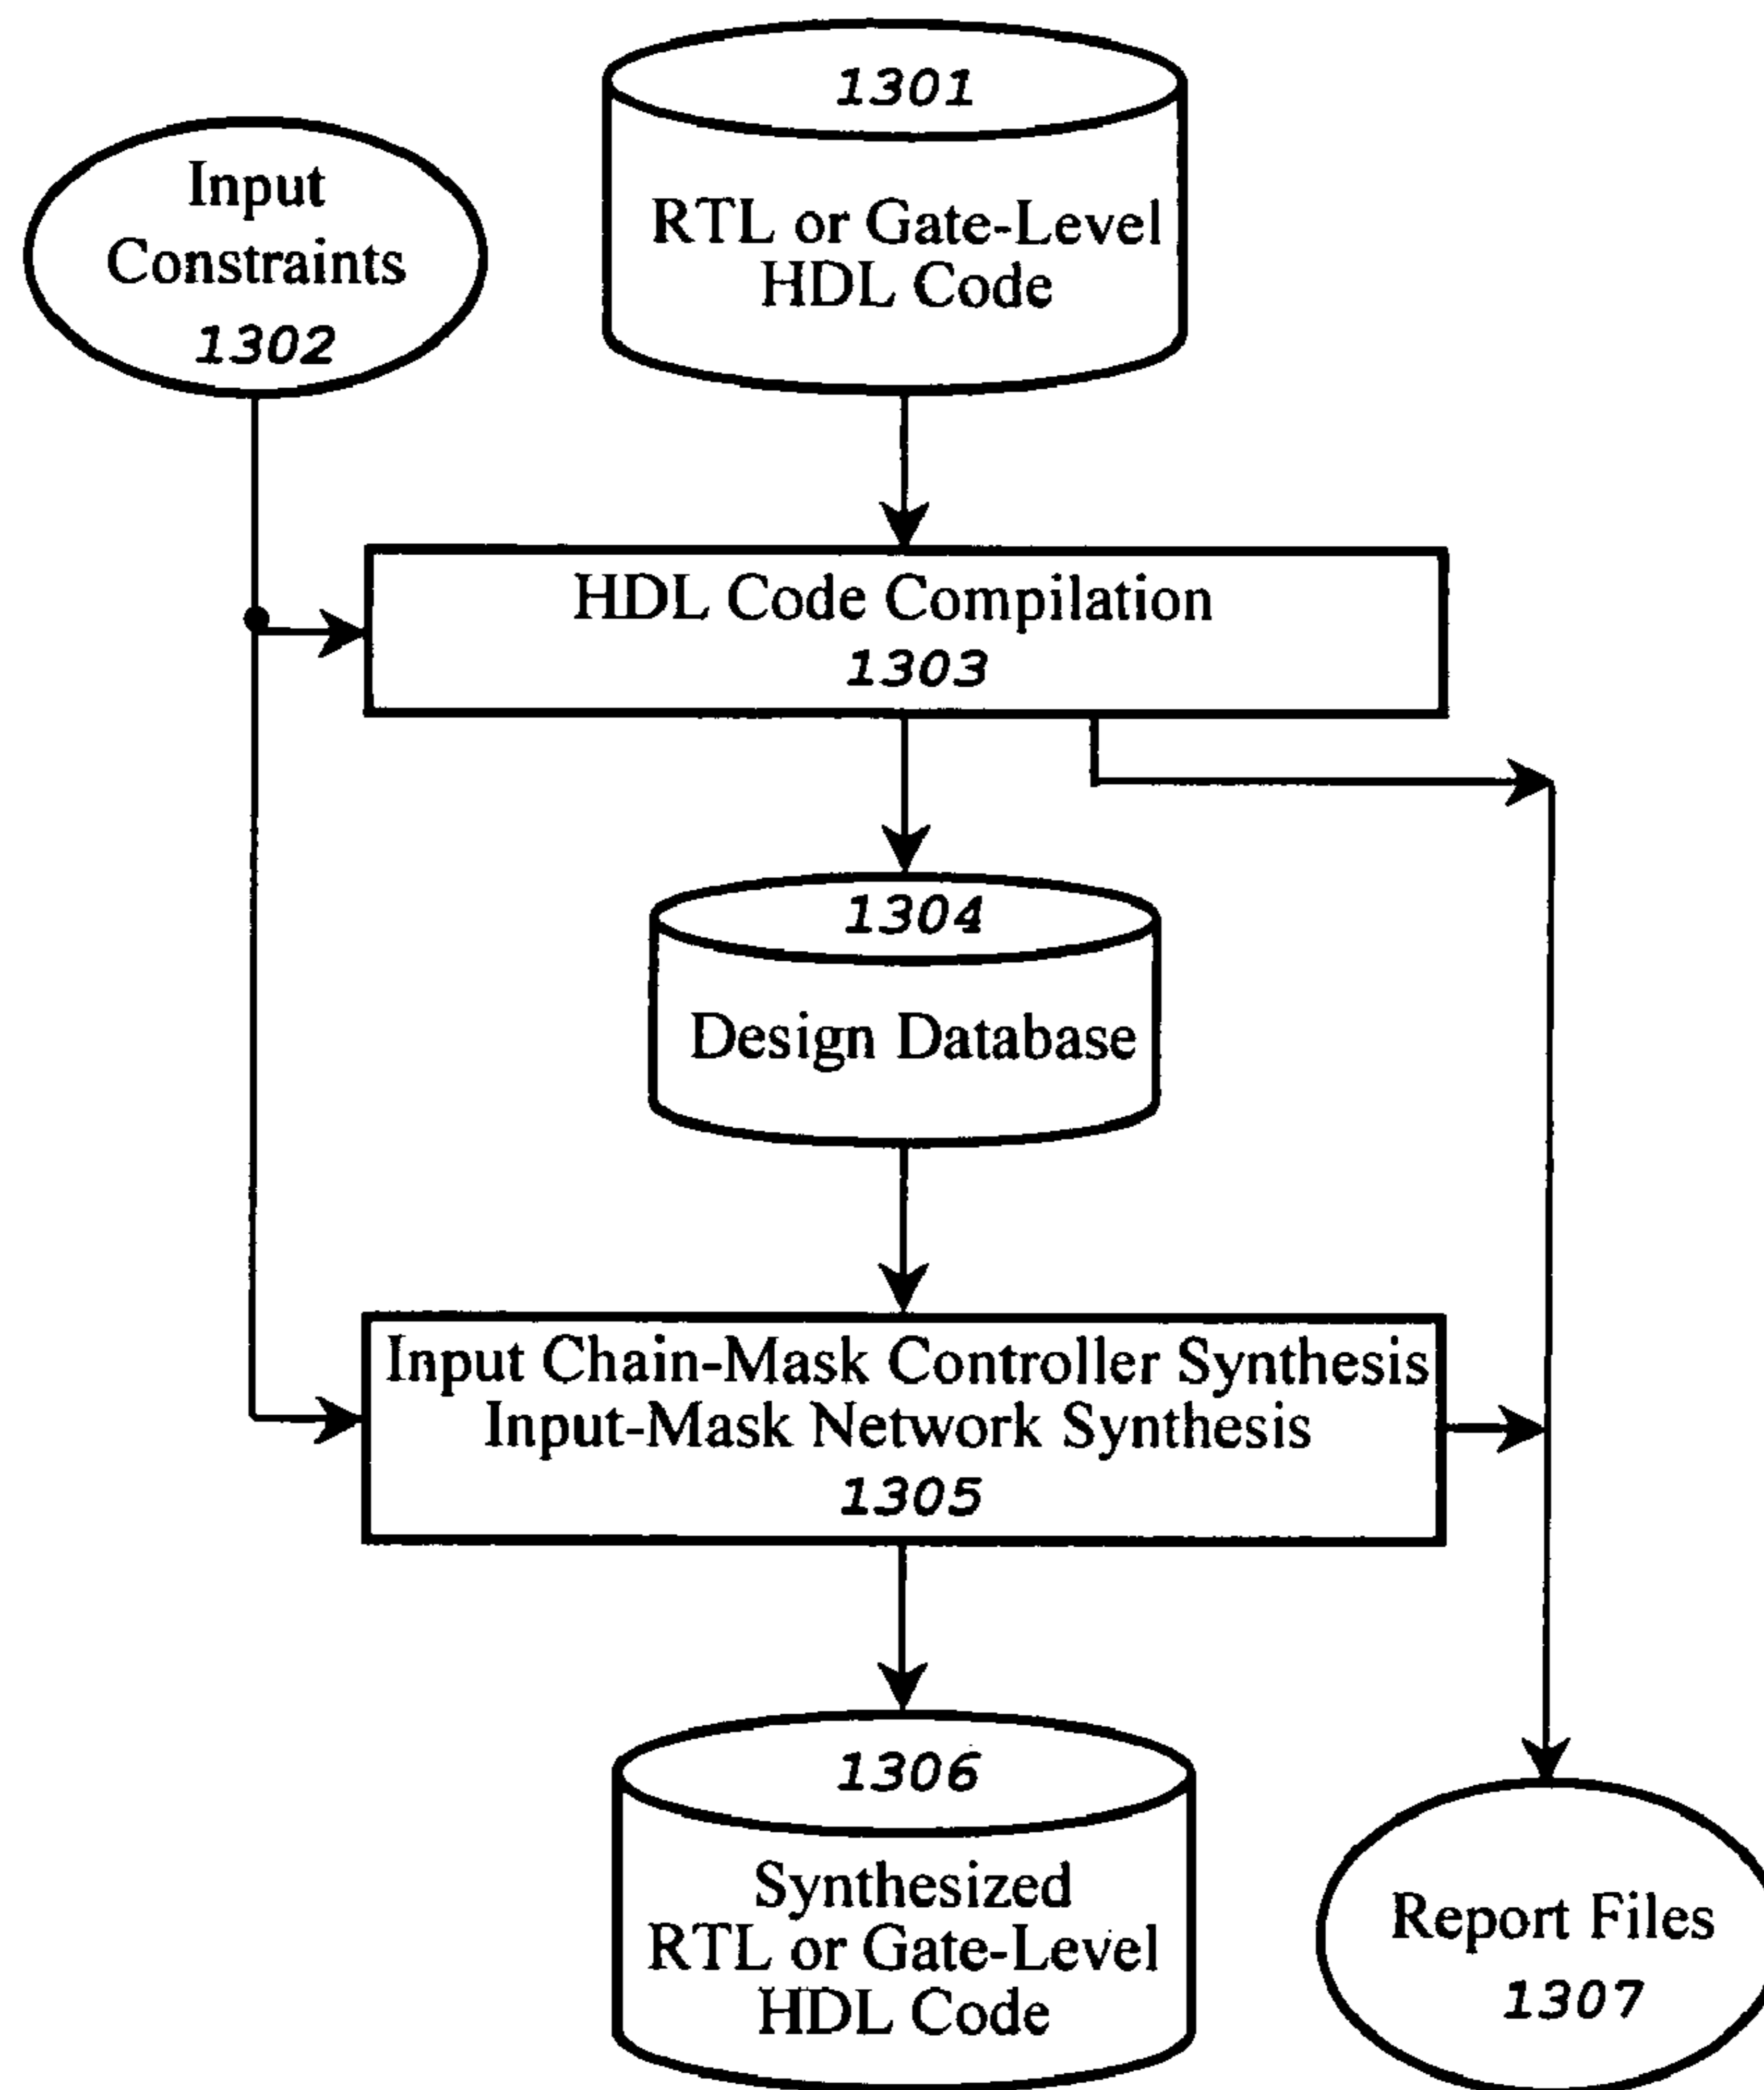 1301
RTL or Gate-Level
HDL Code
Input
Constraints
1302
HDL Code Compilation
1303
1304
Design Database
Input Chain-Mask Controller Synthesis
Input-Mask Network Synthesis
1305
1306
Synthesized
RTL or Gate-Level
HDL Code
Report Files
1307